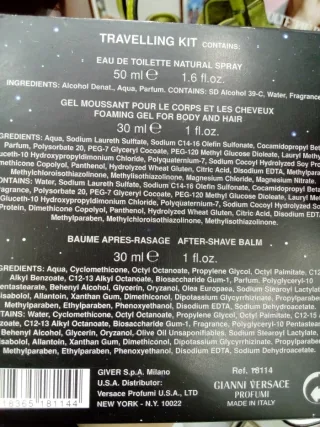 TRAVELLING KIT CONTAINS:
EAU DE TOILETTE NATURAL SPRAY
50 ml ℮ 1.6 fl.oz.
INGREDIENTS: Alcohol Denat., Aqua, Parfum. CONTAINS: SD Alcohol 39-C, Water, Fragrance
GEL MOUSSANT POUR LE CORPS ET LES CHEVEUX
FOAMING GEL FOR BODY AND HAIR
30 ml ℮ 1 fl.oz.
INGREDIENTS: Aqua, Sodium Laureth Sulfate, Sodium C14-16 Olefin Sulfonate, Cocamidopropyl Betaine
Parfum, Polysorbate 20, PEG-7 Glyceryl Cocoate, PEG-120 Methyl Glucose Dioleate, Lauryl Methyl
Gluceth-10 Hydroxypropyldimonium Chloride, Polyquaternium-7, Sodium Cocoyl Hydrolyzed Soy Protein
Dimethicone Copolyol, Panthenol, Hydrolyzed Wheat Gluten, Citric Acid, Disodium EDTA, Methylparaben
Methylchloroisothiazolinone, Methylisothiazolinone, Magnesium Chloride, Magnesium Nitrate.
CONTAINS: Water, Sodium Laureth Sulfate, Sodium C14-16 Olefin Sulfonate, Cocamidopropyl Betaine
Fragrance, Polysorbate 20, PEG-7 Glyceryl Cocoate, PEG-120 Methyl Glucose Dioleate, Lauryl
Gluceth-10 Hydroxypropyldimonium Chloride, Polyquaternium-7, Sodium Cocoyl Hydrolyzed Soy
Protein, Dimethicone Copolyol, Panthenol, Hydrolyzed Wheat Gluten, Citric Acid, Disodium EDTA,
Methylparaben, Methylchloroisothiazolinone, Methylisothiazolinone.
BAUME APRES-RASAGE AFTER-SHAVE BALM
30 ml ℮ 1 fl.oz.
INGREDIENTS: Aqua, Cyclomethicone, Octyl Octanoate, Propylene Glycol, Octyl Palmitate,
Alkyl Benzoate, C12-13 Alkyl Octanoate, Biosaccharide Gum-1, Parfum, Polyglyceryl-10
Pentastearate, Behenyl Alcohol, Glycerin, Oryzanol, Olea Europaea, Sodium Stearoyl Lactylate
Bisabolol, Allantoin, Xanthan Gum, Dimethiconol, Dipotassium Glycyrrhizinate, Propylparaben
Methylparaben, Ethylparaben, Phenoxyethanol, Disodium EDTA, Sodium Dehydroacetate.
CONTAINS: Water, Cyclomethicone, Octyl Octanoate, Propylene Glycol, Octyl Palmitate, C12-15
Benzoate, C12-13 Alkyl Octanoate, Biosaccharide Gum-1, Fragrance, Polyglyceryl-10 Pentastearate
Behenyl Alcohol, Glycerin, Oryzanol, Olive Oil Unsaponifiables, Sodium Stearoyl Lactylate
Bisabolol, Allantoin, Xanthan Gum, Dimethiconol, Dipotassium Glycyrrhizinate, Propylparaben
Methylparaben, Ethylparaben, Phenoxyethanol, Disodium EDTA, Sodium Dehydroacetate.
GIVER S.p.A. Milano
U.S.A. Distributor:
Versace Profumi U.S.A., LTD
NEW YORK - N.Y. 10022
Ref. 18114
GIANNI VERSACE
PROFUMI
MADE IN ITALY
18365 181144